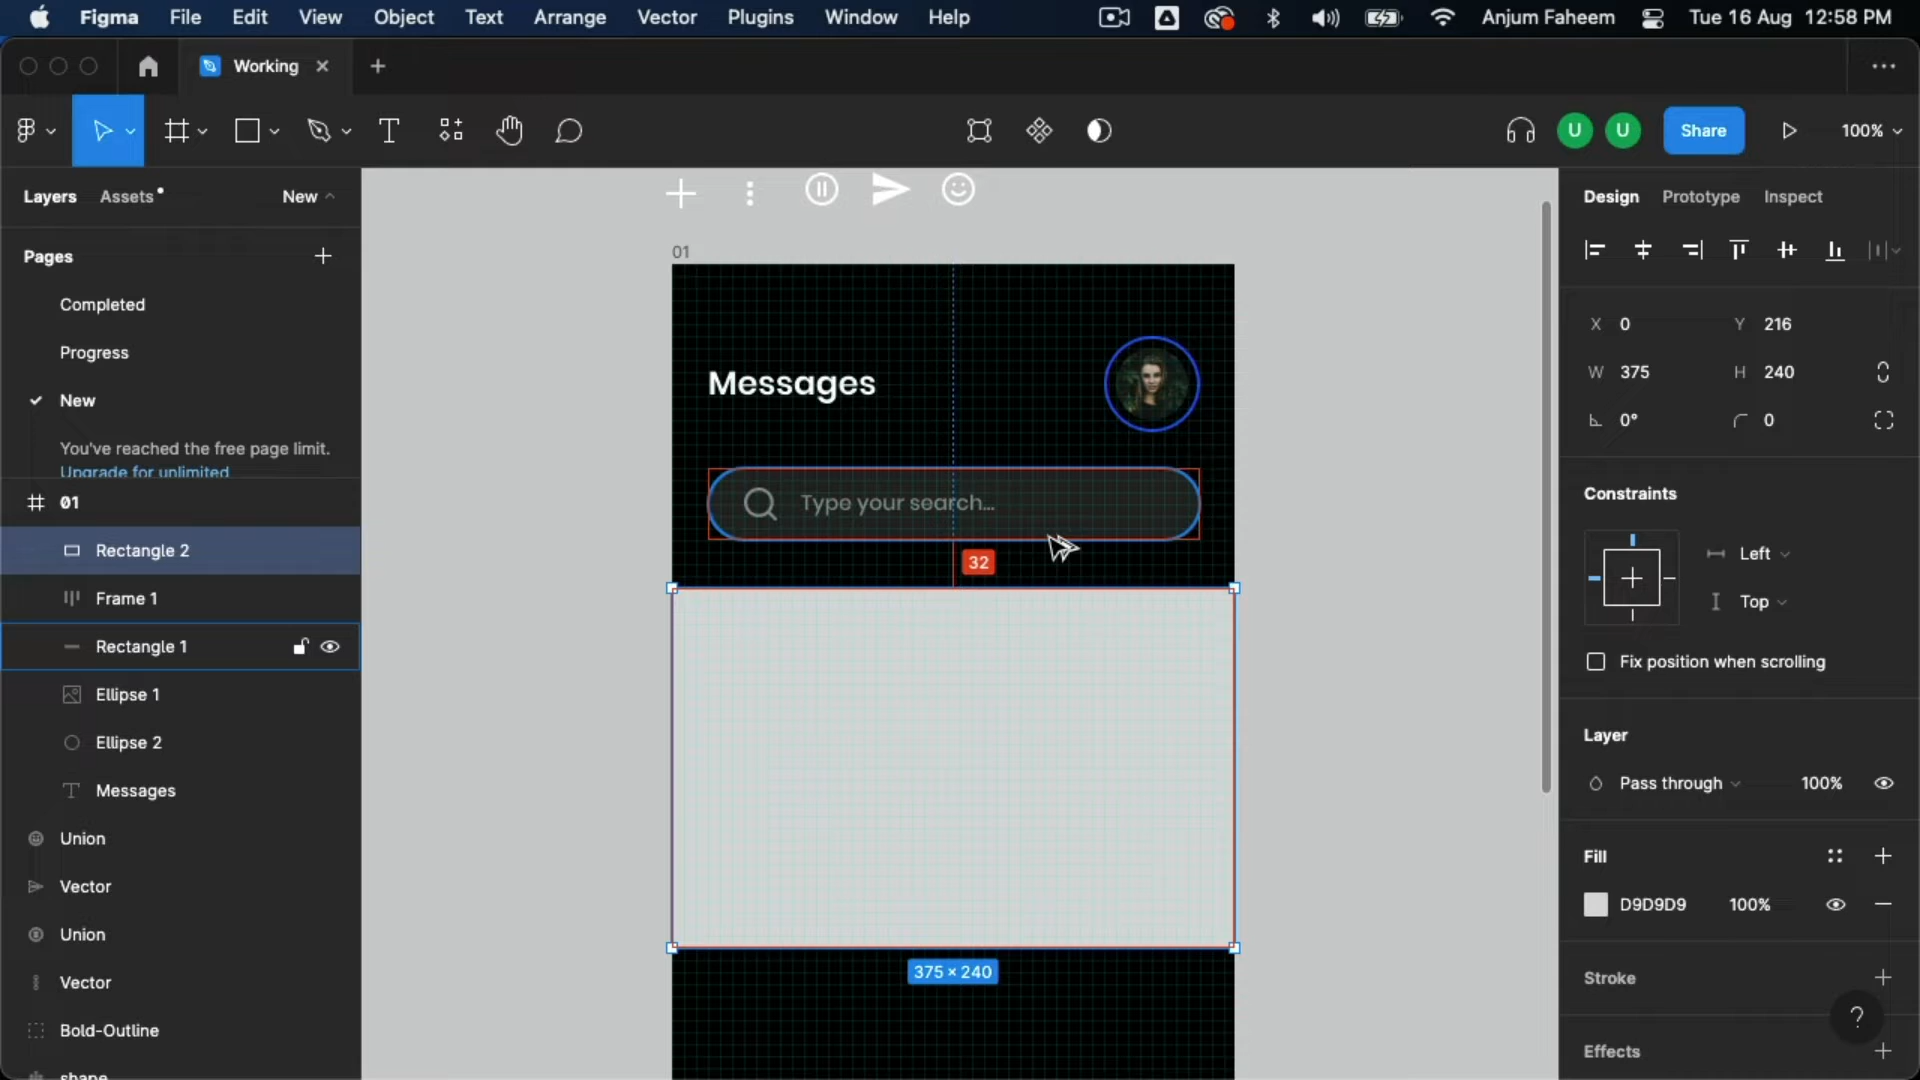 Figma File Edit View Object Text Arrange Vector Plugins Window Help Anjum Faheem Tue 16 Aug 12:58 PM
Working
U U Share 100%
Layers Assets New
Design Prototype Inspect
Pages
Completed
Progress
New
You've reached the free page limit.
Upgrade for unlimited
01
Rectangle 2
Frame 1
Rectangle 1
Ellipse 1
Ellipse 2
Messages
Union
Vector
Union
Vector
Bold-Outline
shape
01
Messages
Type your search...
32
375 × 240
X 0 Y 216
W 375 H 240
0° 0
Constraints
Left
Top
Fix position when scrolling
Layer
Pass through 100%
Fill
D9D9D9 100%
Stroke
?
Effects